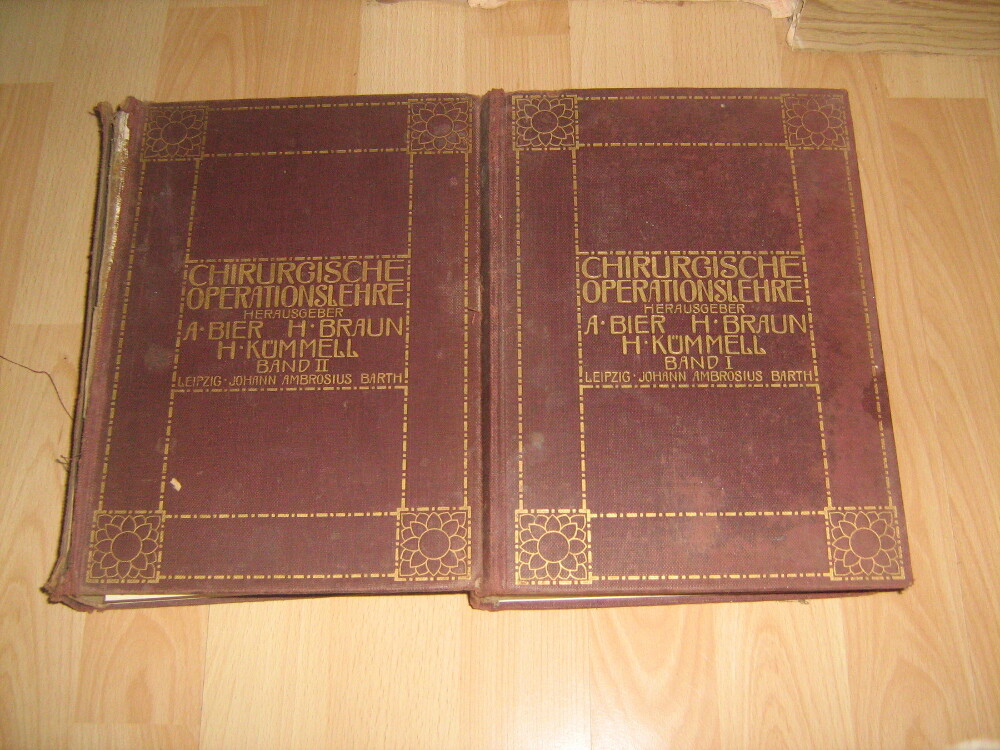 CHIRURGISCHE
OPERATIONSLEHRE
HERAUSGEBER
A·BIER H·BRAUN
H·KÜMMELL
BAND II
LEIPZIG·JOHANN AMBROSIUS BARTH
CHIRURGISCHE
OPERATIONSLEHRE
HERAUSGEBER
A·BIER H·BRAUN
H·KÜMMELL
BAND I
LEIPZIG·JOHANN AMBROSIUS BARTH